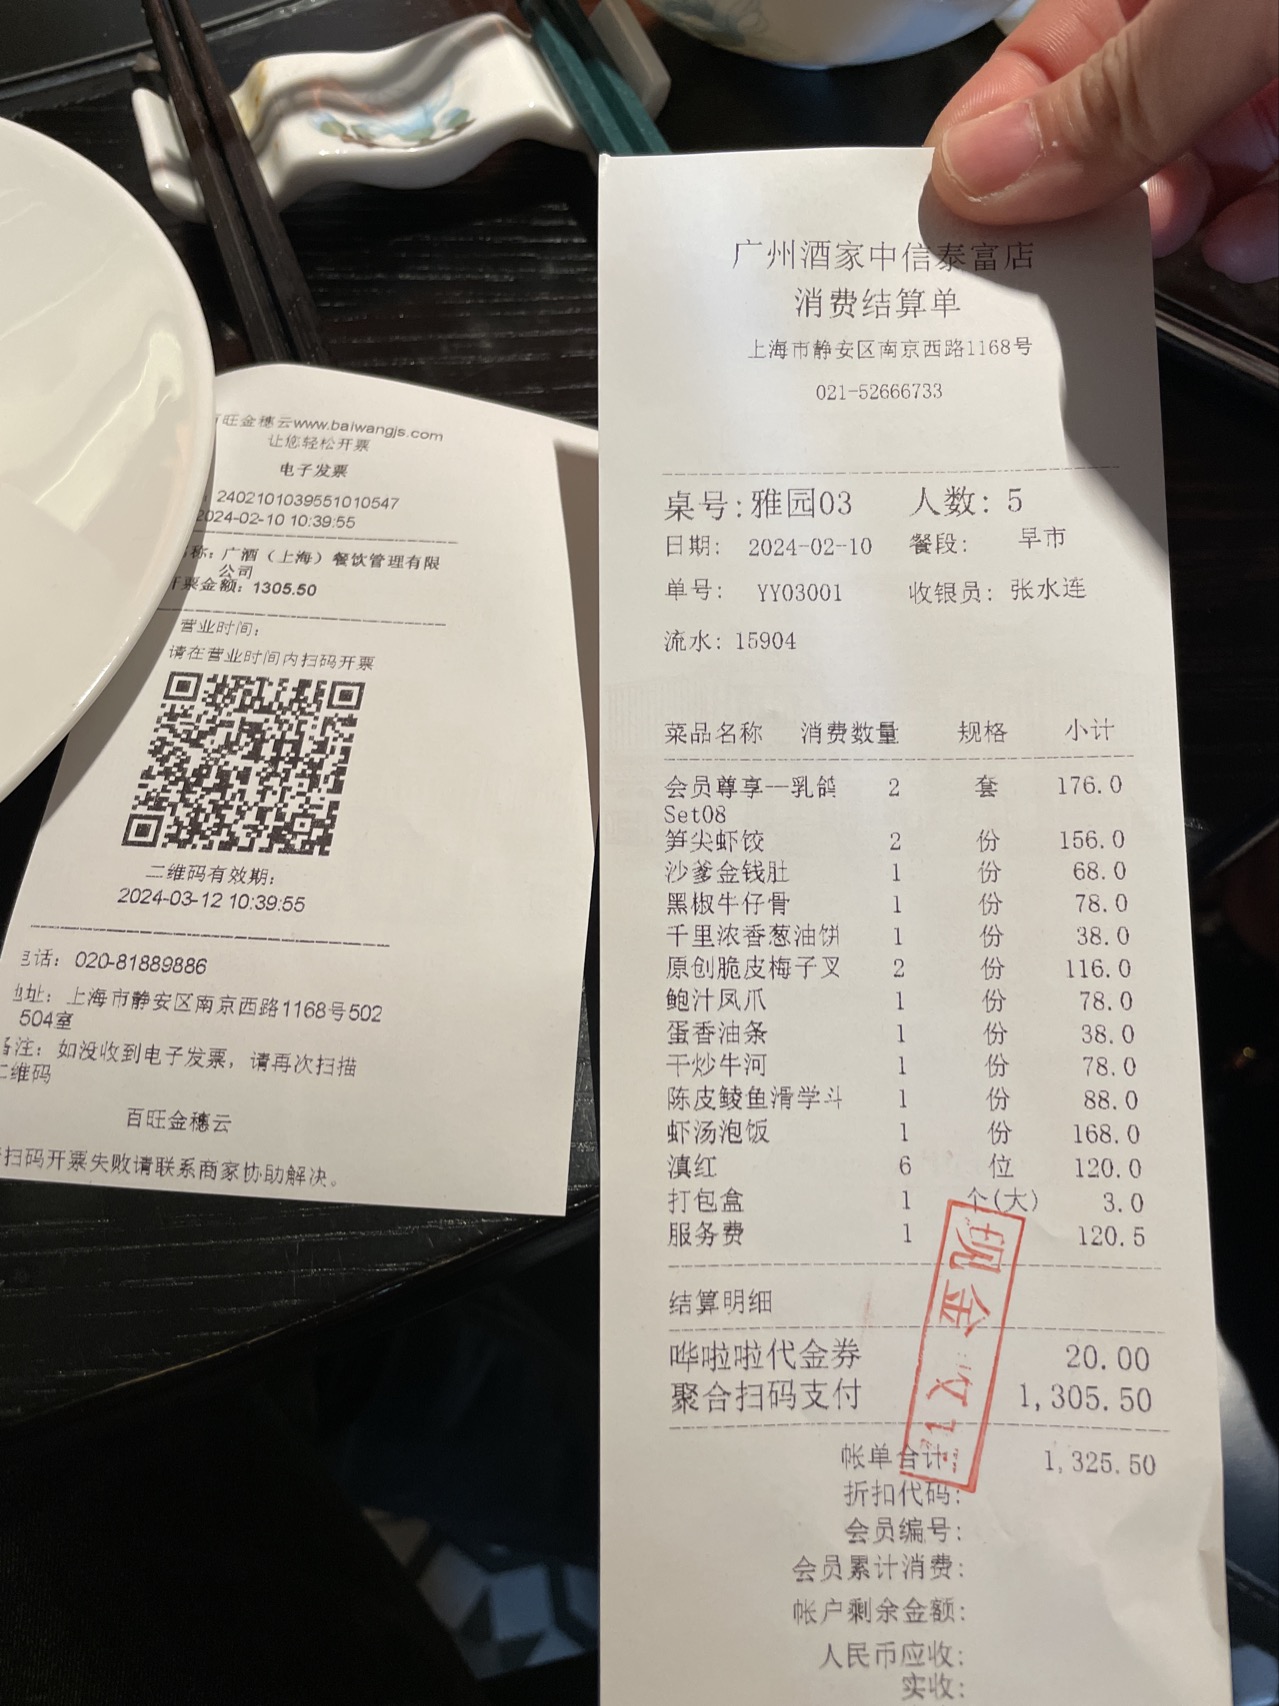 百旺金穗云www.baiwangjs.com
让您轻松开票
电子发票
2402101039551010547
2024-02-10 10:39:55
称：广酒（上海）餐饮管理有限
公司
开票金额：1305.50
营业时间：
请在营业时间内扫码开票
二维码有效期：
2024-03-12 10:39:55
电话：020-81889886
地址：上海市静安区南京西路1168号502
504室
备注：如没收到电子发票，请再次扫描
二维码
百旺金穗云
扫码开票失败请联系商家协助解决。
广州酒家中信泰富店
消费结算单
上海市静安区南京西路1168号
021-52666733
桌号：雅园03 人数：5
日期： 2024-02-10 餐段： 早市
单号： YY03001 收银员：张水连
流水：15904
菜品名称 消费数量 规格 小计
会员尊享--乳鸽 2 套 176.0
Set08
笋尖虾饺 2 份 156.0
沙爹金钱肚 1 份 68.0
黑椒牛仔骨 1 份 78.0
千里浓香葱油饼 1 份 38.0
原创脆皮梅子叉 2 份 116.0
鲍汁凤爪 1 份 78.0
蛋香油条 1 份 38.0
干炒牛河 1 份 78.0
陈皮鲮鱼滑学斗 1 份 88.0
虾汤泡饭 1 份 168.0
滇红 6 位 120.0
打包盒 1 个(大) 3.0
服务费 1 120.5
结算明细
哗啦啦代金券 20.00
聚合扫码支付 1,305.50
现金收讫
帐单合计： 1,325.50
折扣代码：
会员编号：
会员累计消费：
帐户剩余金额：
人民币应收：
实收：